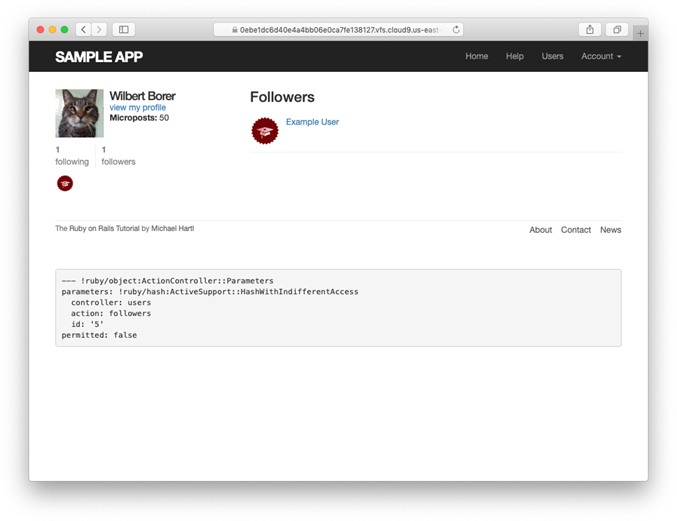 0ebe1dc6d40e4a4bb06e0ca7fe138127.vfs.cloud9.us-east-
SAMPLE APP
Home Help Users Account
Wilbert Borer
view my profile
Microposts: 50
1 following
1 followers
Followers
Example User
The Ruby on Rails Tutorial by Michael Hartl
About Contact News
--- !ruby/object:ActionController::Parameters
parameters: !ruby/hash:ActiveSupport::HashWithIndifferentAccess
  controller: users
  action: followers
  id: '5'
permitted: false